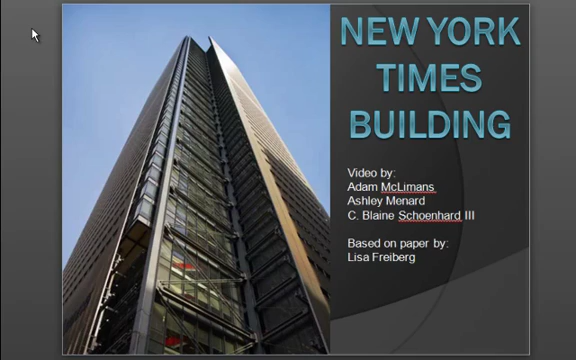 NEW YORK
TIMES
BUILDING
Video by:
Adam McLimans
Ashley Menard
C. Blaine Schoenhard III
Based on paper by:
Lisa Freiberg